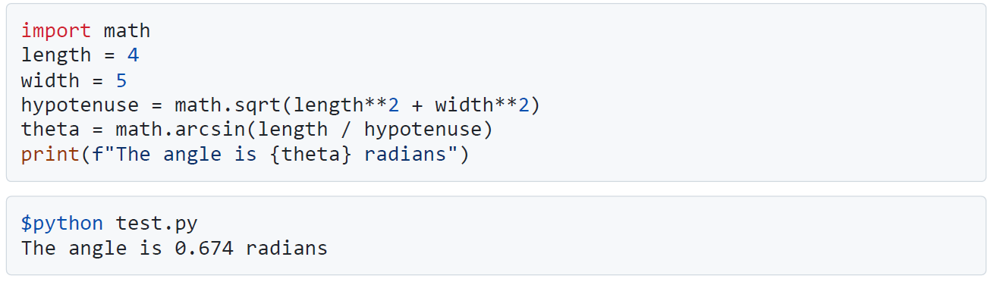 import math
length = 4
width = 5
hypotenuse = math.sqrt(length**2 + width**2)
theta = math.arcsin(length / hypotenuse)
print(f"The angle is {theta} radians")
$python test.py
The angle is 0.674 radians